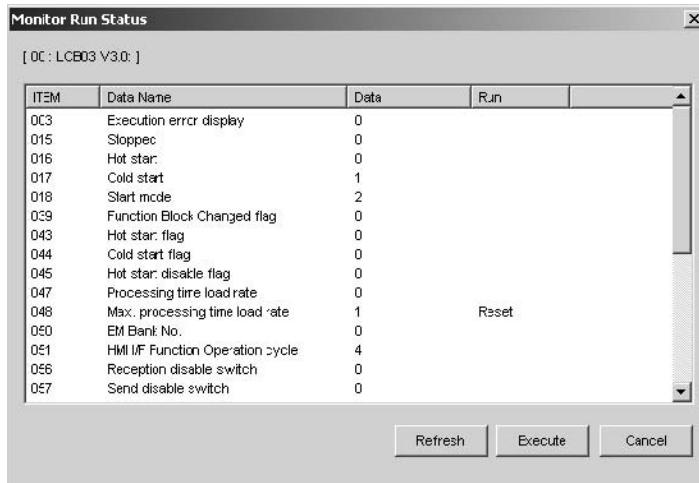 Monitor Run Status
[ 00 : LCB03 V3.0: ]
ITEM Data Name Data Run
003 Execution error display 0
015 Stopped 0
016 Hot start 0
017 Cold start 1
018 Start mode 2
039 Function Block Changed flag 0
043 Hot start flag 0
044 Cold start flag 0
045 Hot start disable flag 0
047 Processing time load rate 0
048 Max. processing time load rate 1 Reset
050 EM Bank No. 0
051 HMI I/F Function Operation cycle 4
056 Reception disable switch 0
057 Send disable switch 0
Refresh Execute Cancel